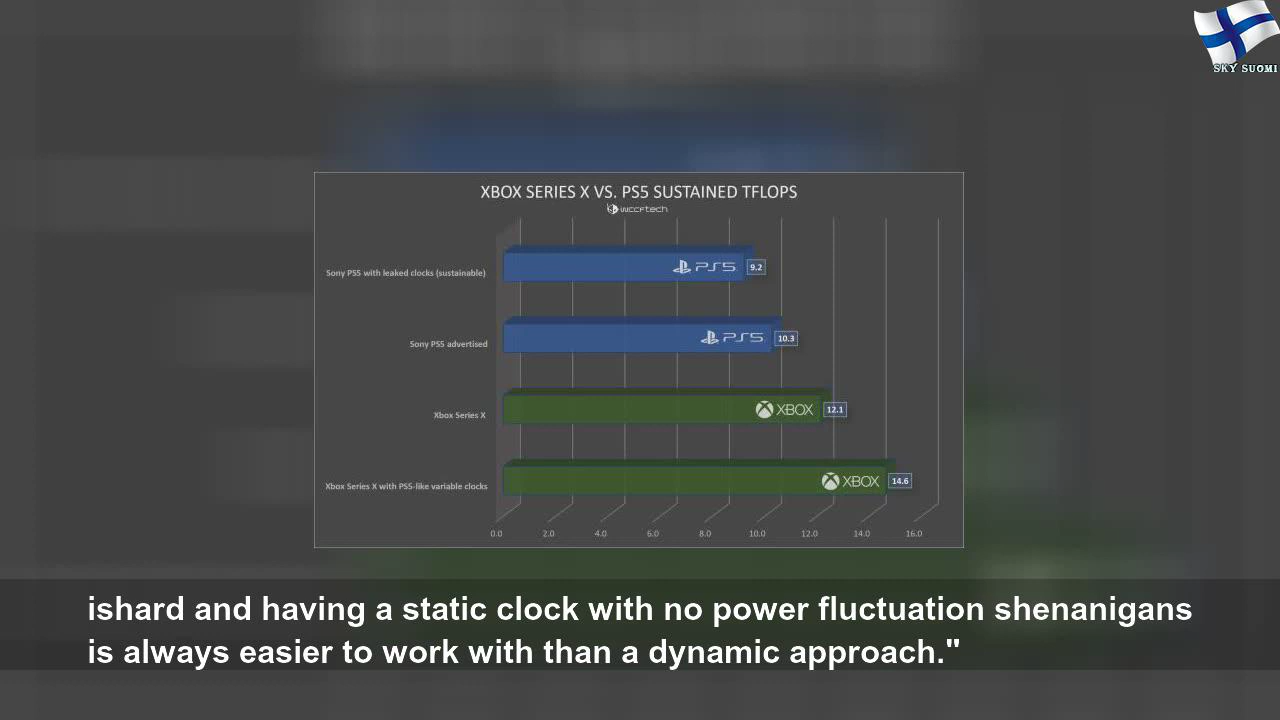 SKY SUOMI
XBOX SERIES X VS. PS5 SUSTAINED TFLOPS
wccftech
Sony PS5 with leaked clocks (sustainable)
PS5
9.2
Sony PS5 advertised
PS5
10.3
Xbox Series X
XBOX
12.1
Xbox Series X with PS5-like variable clocks
XBOX
14.6
0.0 2.0 4.0 6.0 8.0 10.0 12.0 14.0 16.0
ishard and having a static clock with no power fluctuation shenanigans
is always easier to work with than a dynamic approach."